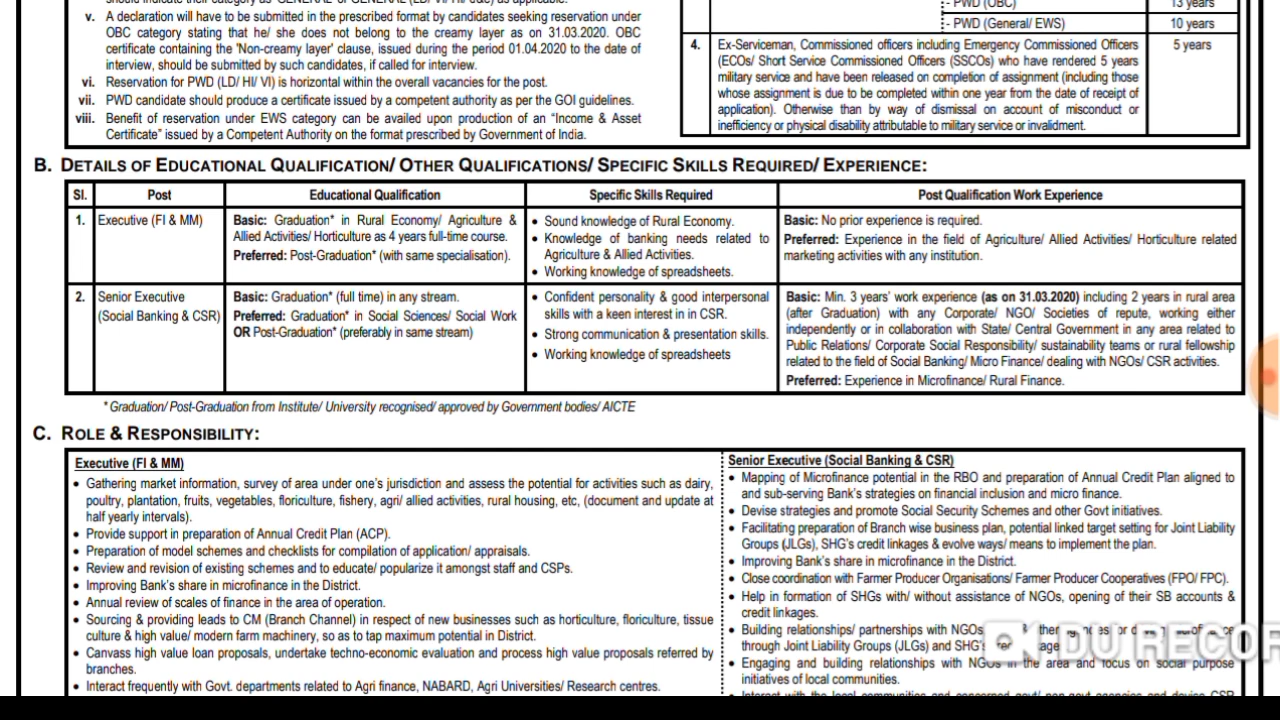 should indicate their category as 'GENERAL' or GENERAL (LD/ VI/ HI/ d&e) as applicable.
v. A declaration will have to be submitted in the prescribed format by candidates seeking reservation under
OBC category stating that he/ she does not belong to the creamy layer as on 31.03.2020. OBC
certificate containing the 'Non-creamy layer' clause, issued during the period 01.04.2020 to the date of
interview, should be submitted by such candidates, if called for interview.
vi. Reservation for PWD (LD/ HI/ VI) is horizontal within the overall vacancies for the post.
vii. PWD candidate should produce a certificate issued by a competent authority as per the GOI guidelines.
viii. Benefit of reservation under EWS category can be availed upon production of an “Income & Asset
Certificate” issued by a Competent Authority on the format prescribed by Government of India.
- PWD (OBC) 13 years
- PWD (General/ EWS) 10 years
4. Ex-Serviceman, Commissioned officers including Emergency Commissioned Officers 5 years
(ECOs/ Short Service Commissioned Officers (SSCOs) who have rendered 5 years
military service and have been released on completion of assignment (including those
whose assignment is due to be completed within one year from the date of receipt of
application). Otherwise than by way of dismissal on account of misconduct or
inefficiency or physical disability attributable to military service or invalidment.
B. DETAILS OF EDUCATIONAL QUALIFICATION/ OTHER QUALIFICATIONS/ SPECIFIC SKILLS REQUIRED/ EXPERIENCE:
Sl. Post Educational Qualification Specific Skills Required Post Qualification Work Experience
1. Executive (FI & MM)
Basic: Graduation* in Rural Economy/ Agriculture &
Allied Activities/ Horticulture as 4 years full-time course.
Preferred: Post-Graduation* (with same specialisation).
• Sound knowledge of Rural Economy.
• Knowledge of banking needs related to
Agriculture & Allied Activities.
• Working knowledge of spreadsheets.
Basic: No prior experience is required.
Preferred: Experience in the field of Agriculture/ Allied Activities/ Horticulture related
marketing activities with any institution.
2. Senior Executive
(Social Banking & CSR)
Basic: Graduation* (full time) in any stream.
Preferred: Graduation* in Social Sciences/ Social Work
OR Post-Graduation* (preferably in same stream)
• Confident personality & good interpersonal
skills with a keen interest in in CSR.
• Strong communication & presentation skills.
• Working knowledge of spreadsheets
Basic: Min. 3 years' work experience (as on 31.03.2020) including 2 years in rural area
(after Graduation) with any Corporate/ NGO/ Societies of repute, working either
independently or in collaboration with State/ Central Government in any area related to
Public Relations/ Corporate Social Responsibility/ sustainability teams or rural fellowship
related to the field of Social Banking/ Micro Finance/ dealing with NGOs/ CSR activities.
Preferred: Experience in Microfinance/ Rural Finance.
* Graduation/ Post-Graduation from Institute/ University recognised/ approved by Government bodies/ AICTE
C. ROLE & RESPONSIBILITY:
Executive (FI & MM)
• Gathering market information, survey of area under one's jurisdiction and assess the potential for activities such as dairy,
poultry, plantation, fruits, vegetables, floriculture, fishery, agri/ allied activities, rural housing, etc, (document and update at
half yearly intervals).
• Provide support in preparation of Annual Credit Plan (ACP).
• Preparation of model schemes and checklists for compilation of application/ appraisals.
• Review and revision of existing schemes and to educate/ popularize it amongst staff and CSPs.
• Improving Bank's share in microfinance in the District.
• Annual review of scales of finance in the area of operation.
• Sourcing & providing leads to CM (Branch Channel) in respect of new businesses such as horticulture, floriculture, tissue
culture & high value/ modern farm machinery, so as to tap maximum potential in District.
• Canvass high value loan proposals, undertake techno-economic evaluation and process high value proposals referred by
branches.
• Interact frequently with Govt. departments related to Agri finance, NABARD, Agri Universities/ Research centres.
Senior Executive (Social Banking & CSR)
• Mapping of Microfinance potential in the RBO and preparation of Annual Credit Plan aligned to
and sub-serving Bank's strategies on financial inclusion and micro finance.
• Devise strategies and promote Social Security Schemes and other Govt initiatives.
• Facilitating preparation of Branch wise business plan, potential linked target setting for Joint Liability
Groups (JLGs), SHG's credit linkages & evolve ways/ means to implement the plan.
• Improving Bank's share in microfinance in the District.
• Close coordination with Farmer Producer Organisations/ Farmer Producer Cooperatives (FPO/ FPC).
• Help in formation of SHGs with/ without assistance of NGOs, opening of their SB accounts &
credit linkages.
• Building relationships/ partnerships with NGOs
through Joint Liability Groups (JLGs) and SHG's
• Engaging and building relationships with NGOs in the area and focus on social purpose
initiatives of local communities.
DU RECOR